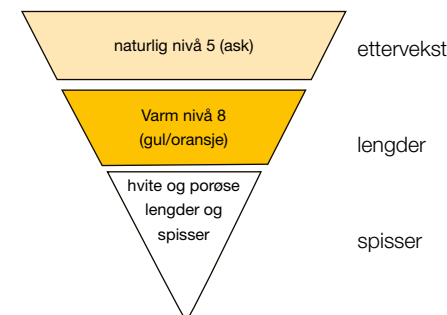 naturlig nivå 5 (ask)
ettervekst
Varm nivå 8
(gul/oransje)
lengder
hvite og porøse
lengder og
spisser
spisser